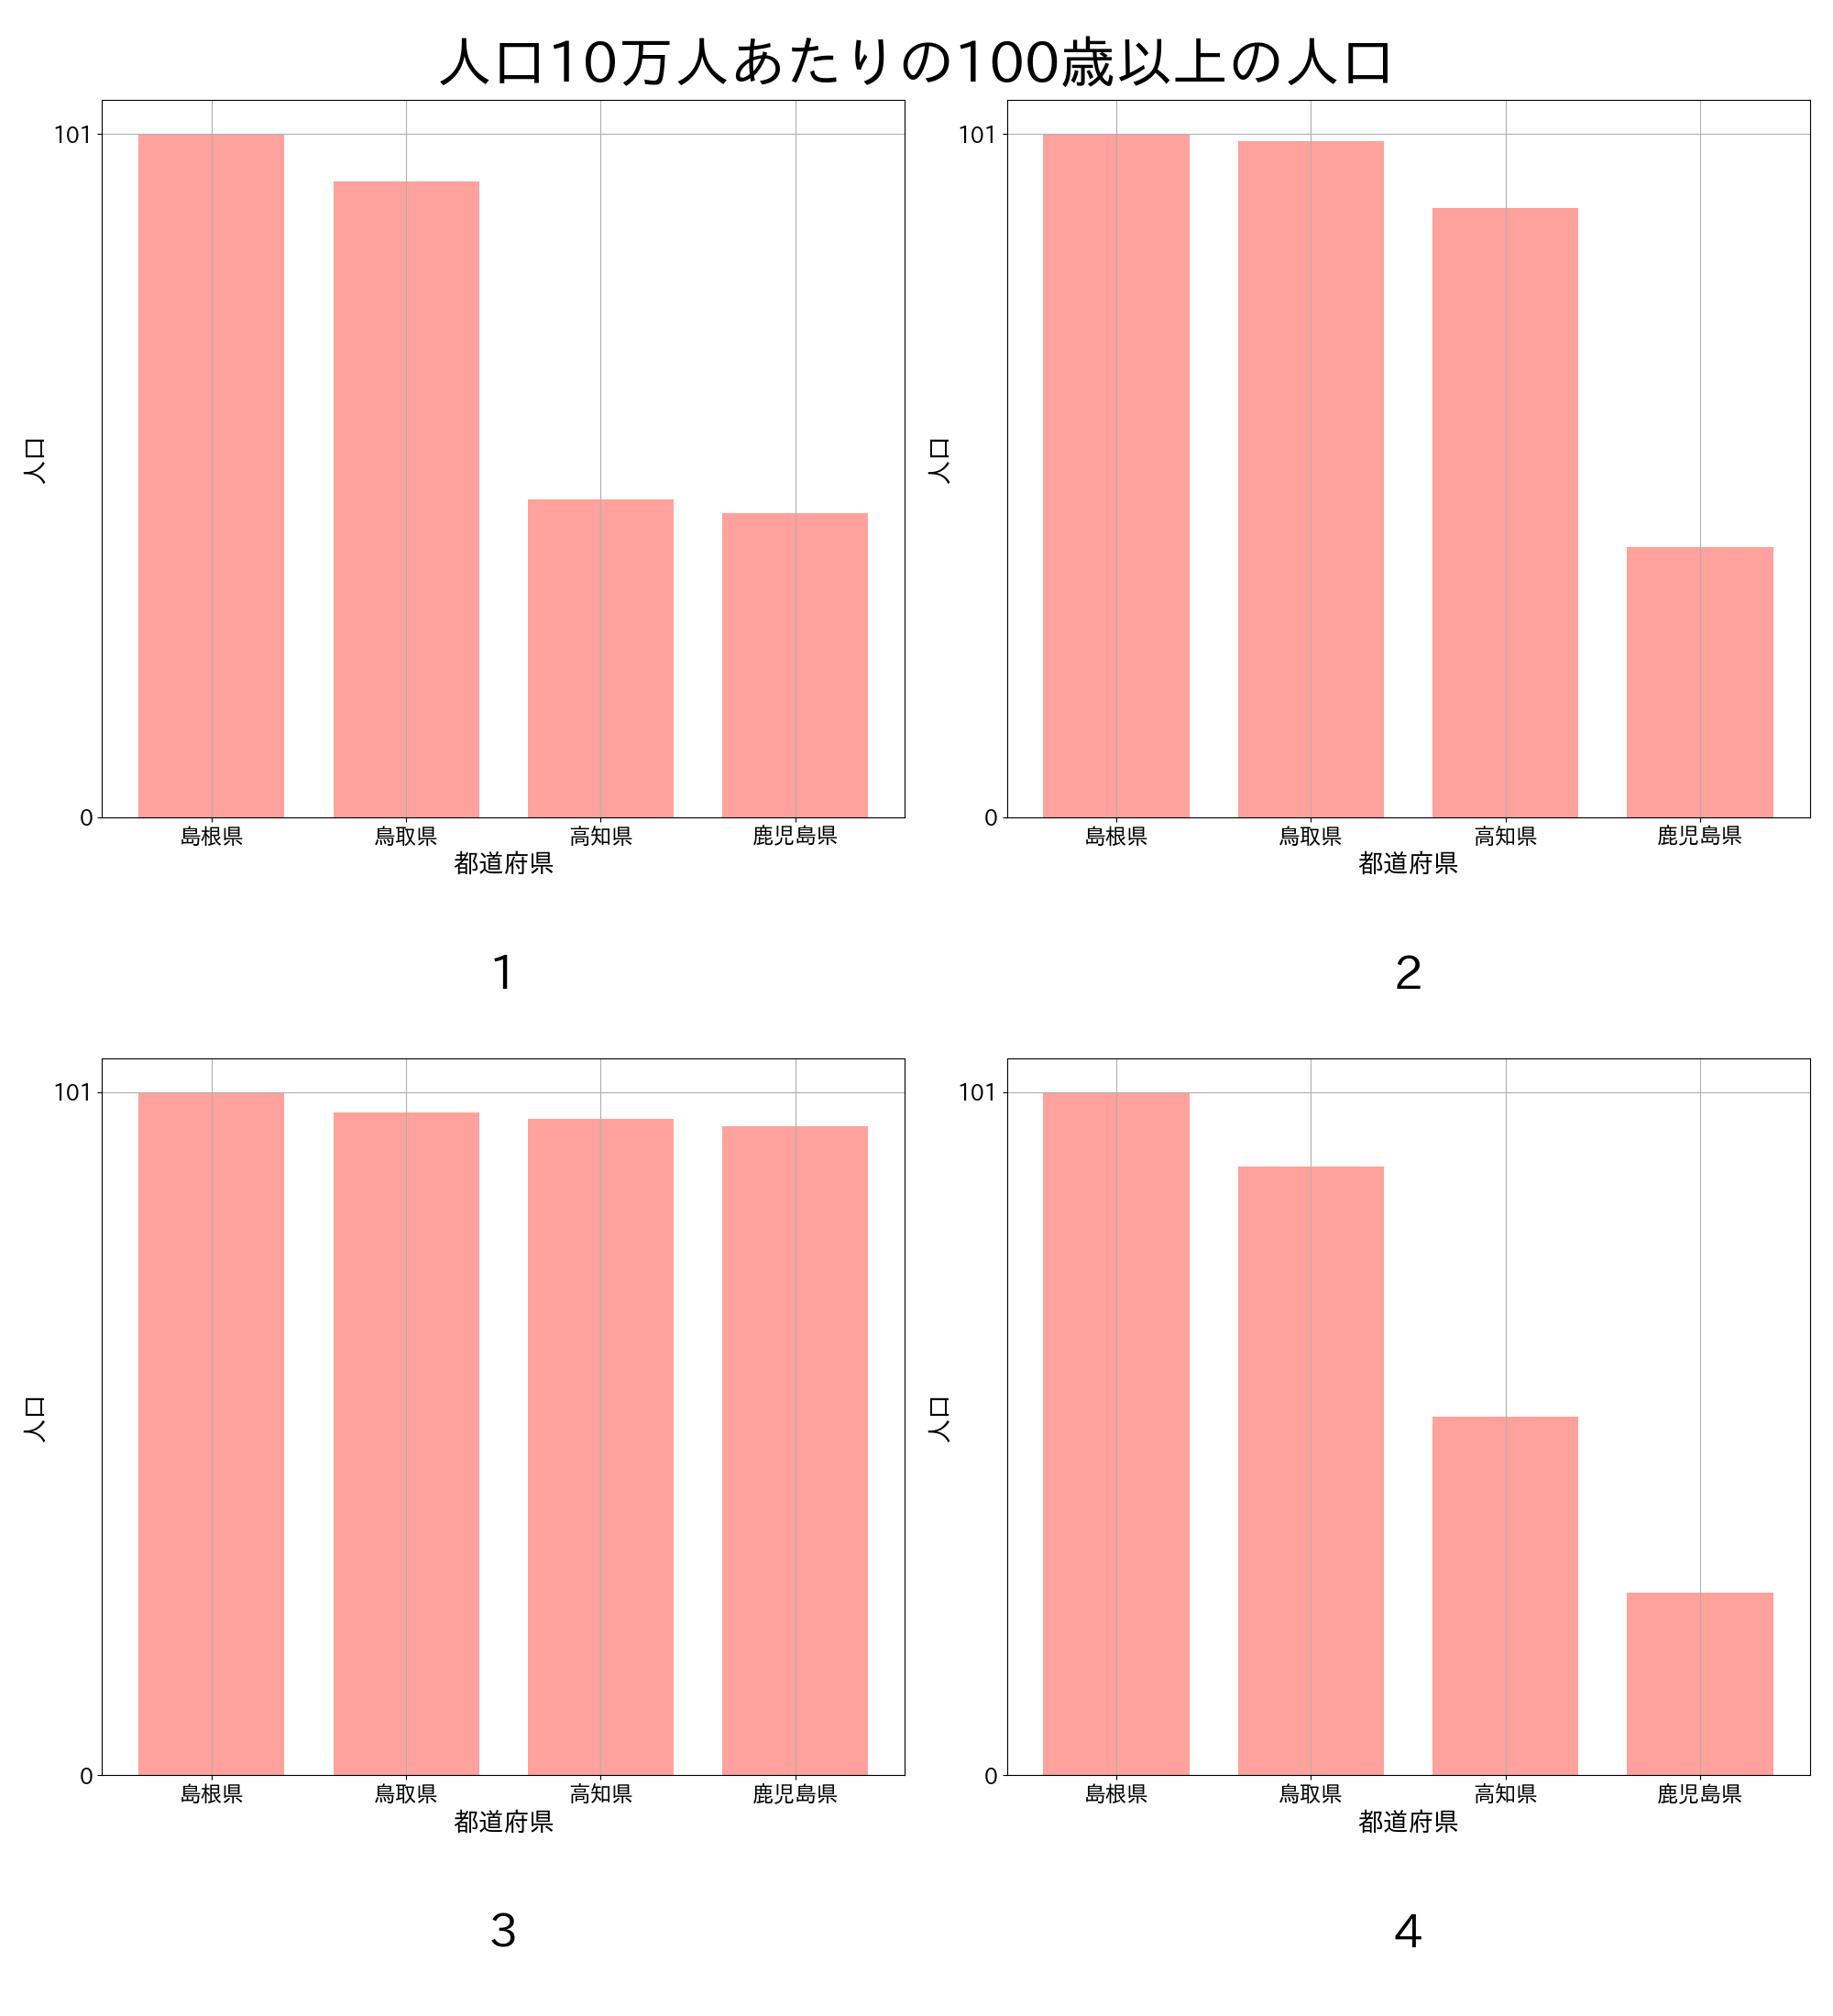 人口10万人あたりの100歳以上の人口
101
0
人口
島根県 鳥取県 高知県 鹿児島県
都道府県
1
101
0
人口
島根県 鳥取県 高知県 鹿児島県
都道府県
2
101
0
人口
島根県 鳥取県 高知県 鹿児島県
都道府県
3
101
0
人口
島根県 鳥取県 高知県 鹿児島県
都道府県
4